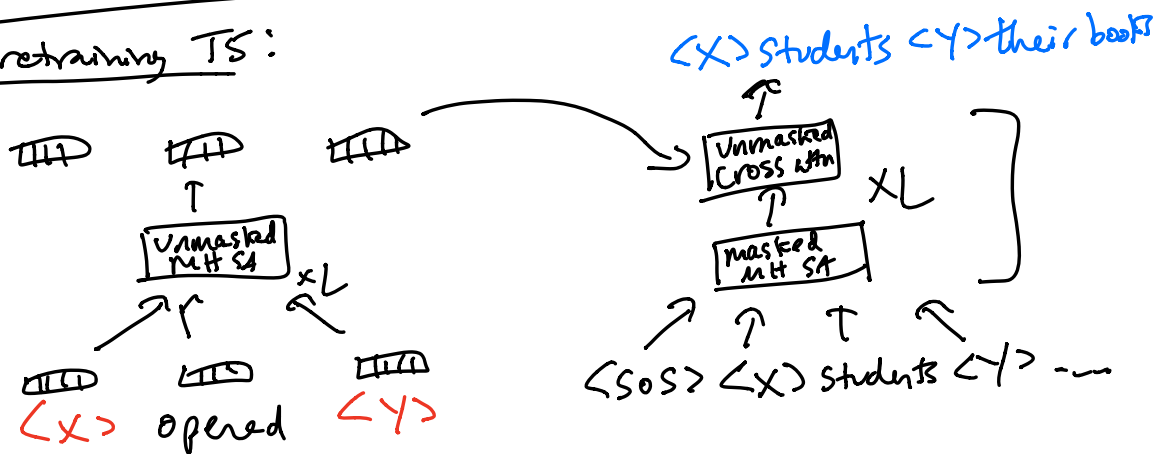 retraining T5:
<X> students <Y> their books
Unmasked
cross attn
XL
Unmasked
MH SA
XL
masked
MH SA
<SOS> <X> students <Y> ....
<X> opened <Y>